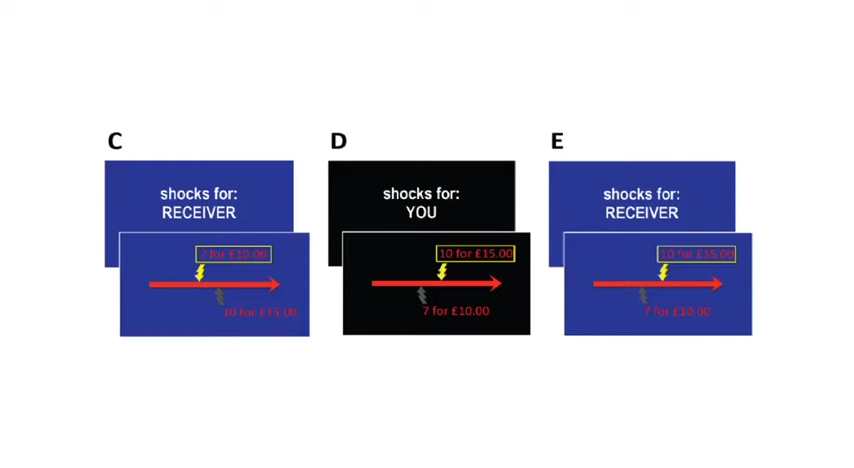 C
shocks for:
RECEIVER
7 for £10.00
10 for £15.00
D
shocks for:
YOU
10 for £15.00
7 for £10.00
E
shocks for:
RECEIVER
10 for £15.00
7 for £10.00